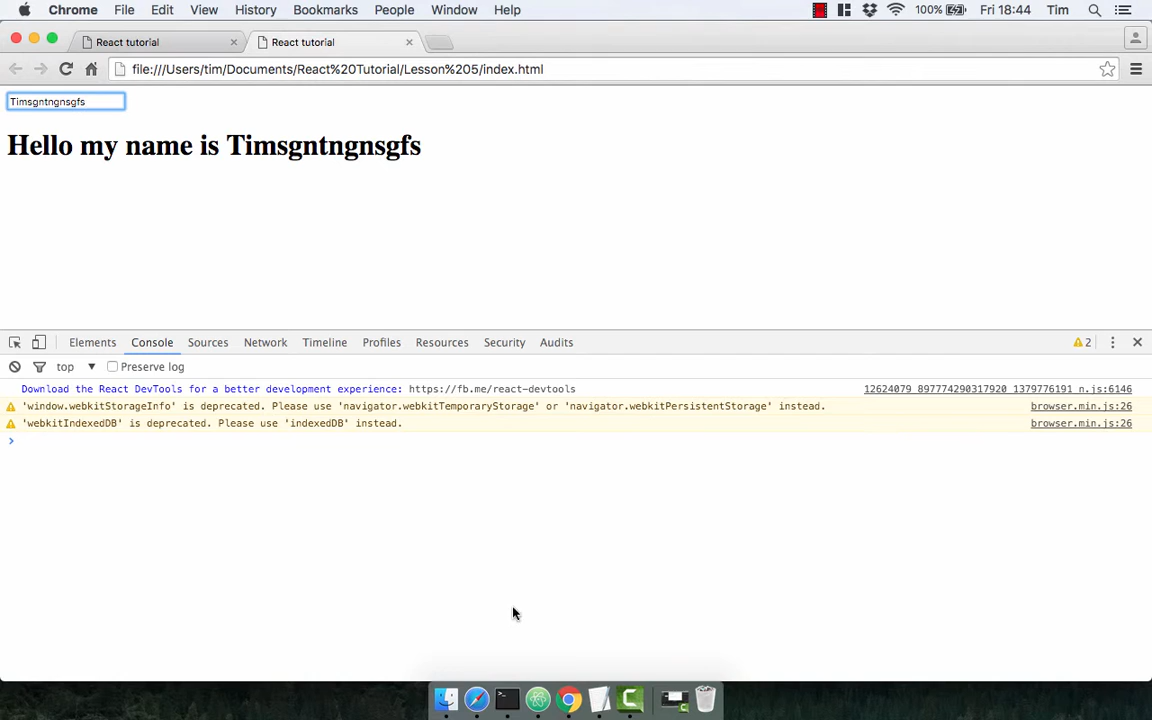 Chrome File Edit View History Bookmarks People Window Help 100% Fri 18:44 Tim
React tutorial React tutorial
file:///Users/tim/Documents/React%20Tutorial/Lesson%205/index.html
Timsgntngnsgfs
Hello my name is Timsgntngnsgfs
Elements Console Sources Network Timeline Profiles Resources Security Audits 2
top Preserve log
Download the React DevTools for a better development experience: https://fb.me/react-devtools 12624079_897774290317920_1379776191_n.js:6146
'window.webkitStorageInfo' is deprecated. Please use 'navigator.webkitTemporaryStorage' or 'navigator.webkitPersistentStorage' instead. browser.min.js:26
'webkitIndexedDB' is deprecated. Please use 'indexedDB' instead. browser.min.js:26